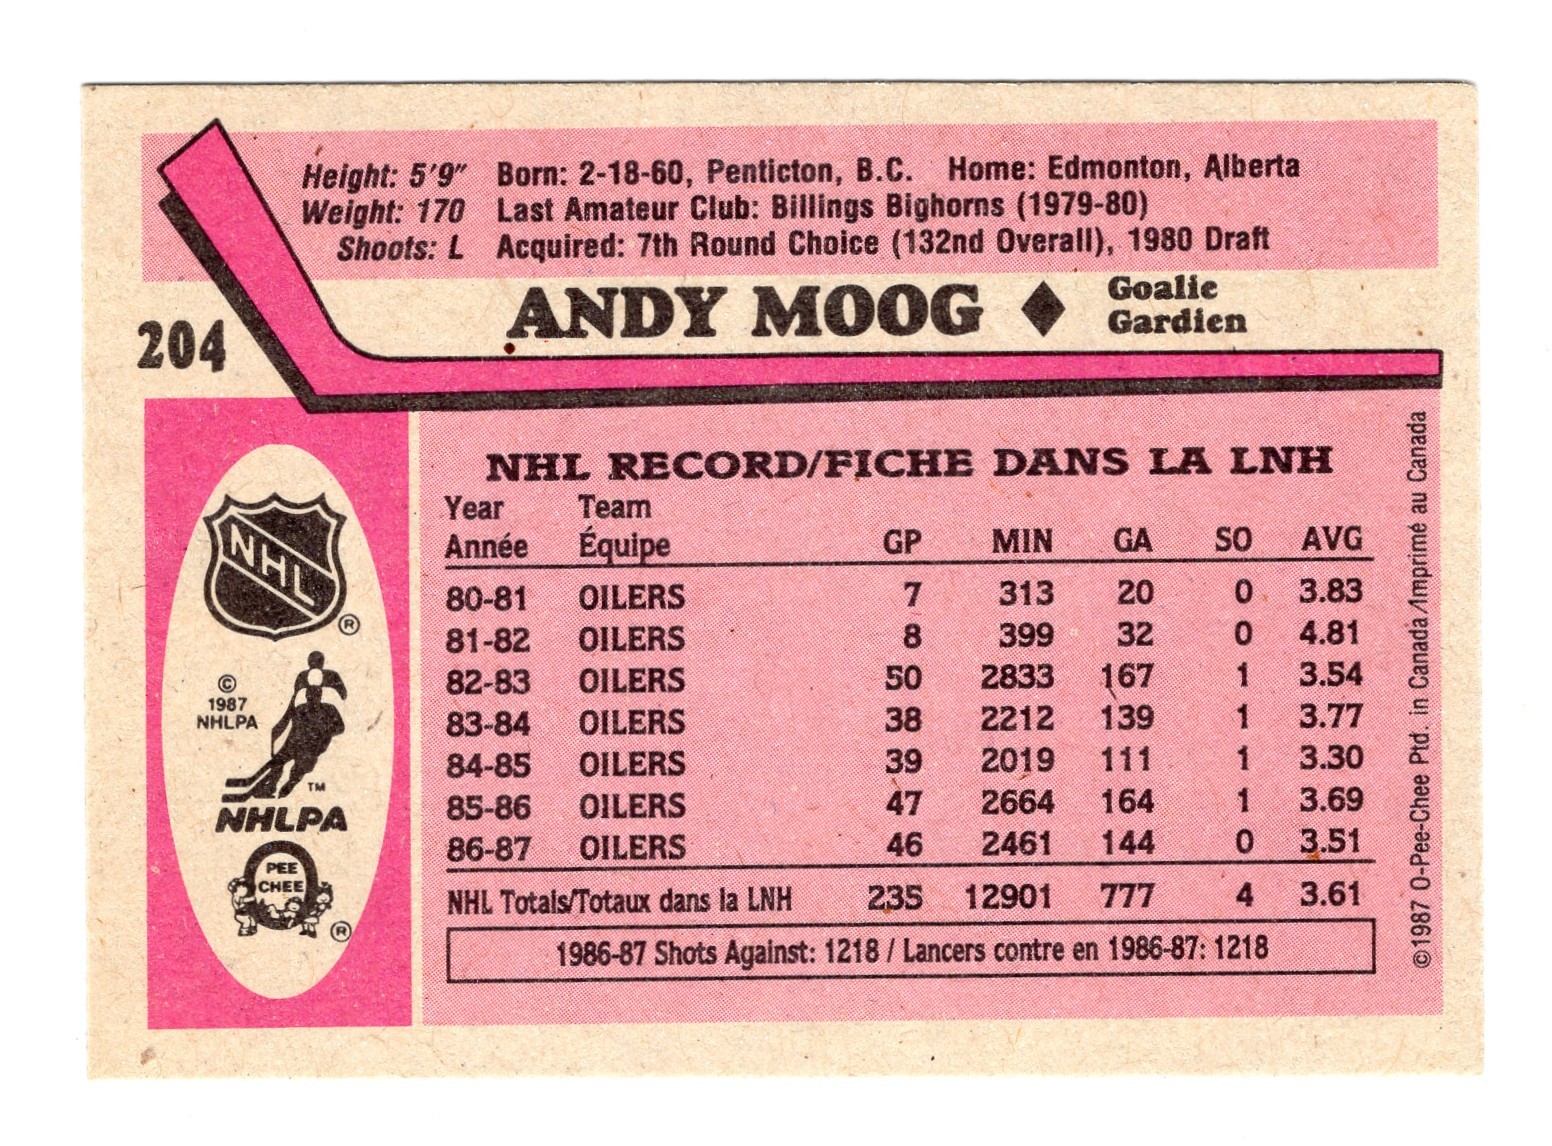 Height: 5'9" Born: 2-18-60, Penticton, B.C. Home: Edmonton, Alberta
Weight: 170 Last Amateur Club: Billings Bighorns (1979-80)
Shoots: L Acquired: 7th Round Choice (132nd Overall), 1980 Draft
204 ANDY MOOG ♦ Goalie
Gardien
NHL RECORD/FICHE DANS LA LNH
Year Team
Année Équipe GP MIN GA SO AVG
80-81 OILERS 7 313 20 0 3.83
81-82 OILERS 8 399 32 0 4.81
82-83 OILERS 50 2833 167 1 3.54
83-84 OILERS 38 2212 139 1 3.77
84-85 OILERS 39 2019 111 1 3.30
85-86 OILERS 47 2664 164 1 3.69
86-87 OILERS 46 2461 144 0 3.51
NHL Totals/Totaux dans la LNH 235 12901 777 4 3.61
1986-87 Shots Against: 1218 / Lancers contre en 1986-87: 1218
NHL
®
©
1987
NHLPA
TM
NHLPA
PEE
CHEE
®
©1987 O-Pee-Chee Ptd. in Canada/Imprimé au Canada